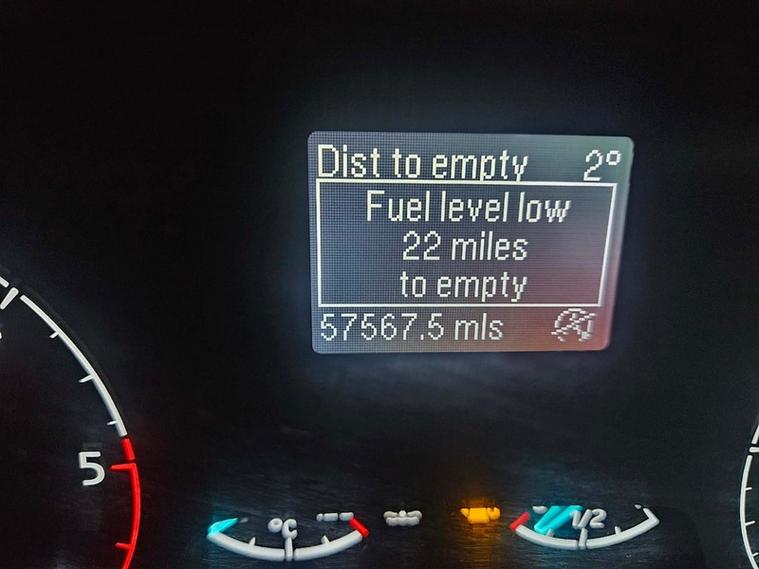 Dist to empty 2°
Fuel level low
22 miles
to empty
57567.5 mls
5
°C
1/2